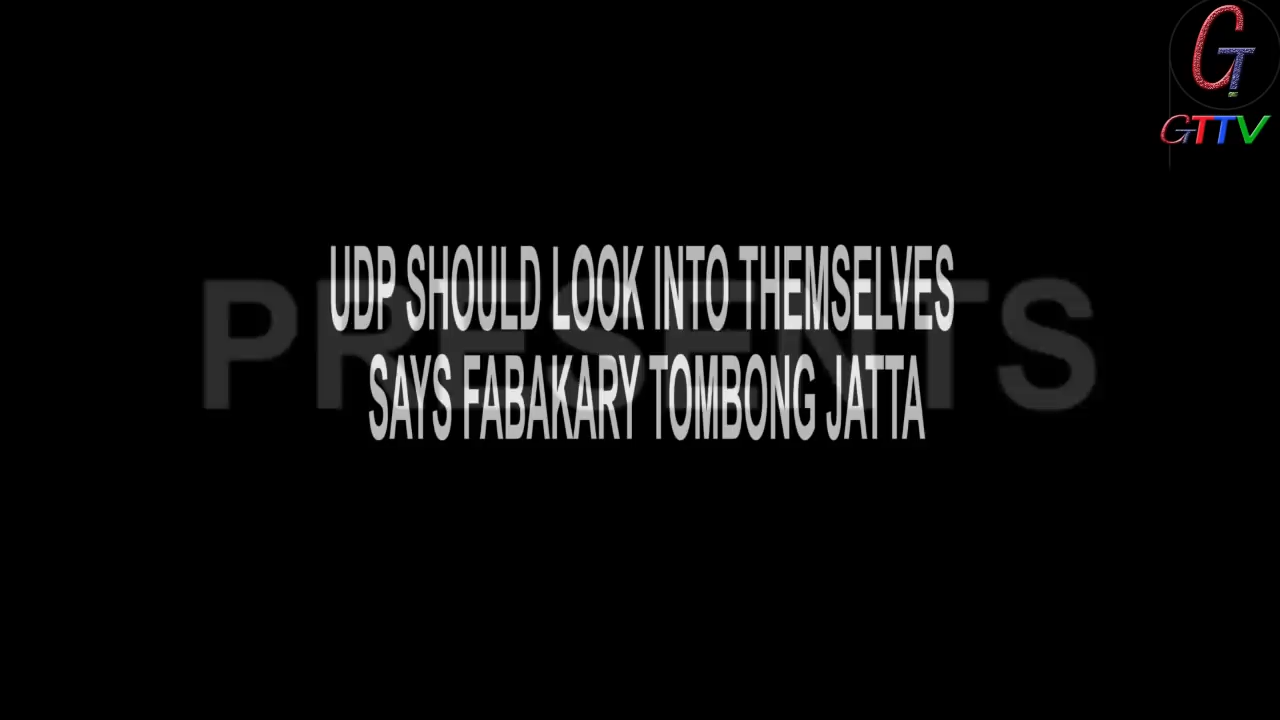 GT
GTTV
PRESENTS
UDP SHOULD LOOK INTO THEMSELVES
SAYS FABAKARY TOMBONG JATTA